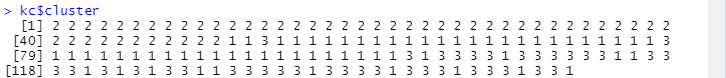 > kc$cluster
[1] 2 2 2 2 2 2 2 2 2 2 2 2 2 2 2 2 2 2 2 2 2 2 2 2 2 2 2 2 2 2 2 2 2 2 2 2 2 2 2
[40] 2 2 2 2 2 2 2 2 2 2 2 1 1 3 1 1 1 1 1 1 1 1 1 1 1 1 1 1 1 1 1 1 1 1 1 1 1 1 3
[79] 1 1 1 1 1 1 1 1 1 1 1 1 1 1 1 1 1 1 1 1 1 1 3 1 3 3 3 3 1 3 3 3 3 3 3 1 1 3 3
[118] 3 3 1 3 1 3 1 3 3 1 1 3 3 3 3 3 1 3 3 3 3 1 3 3 3 1 3 3 3 1 3 3 1